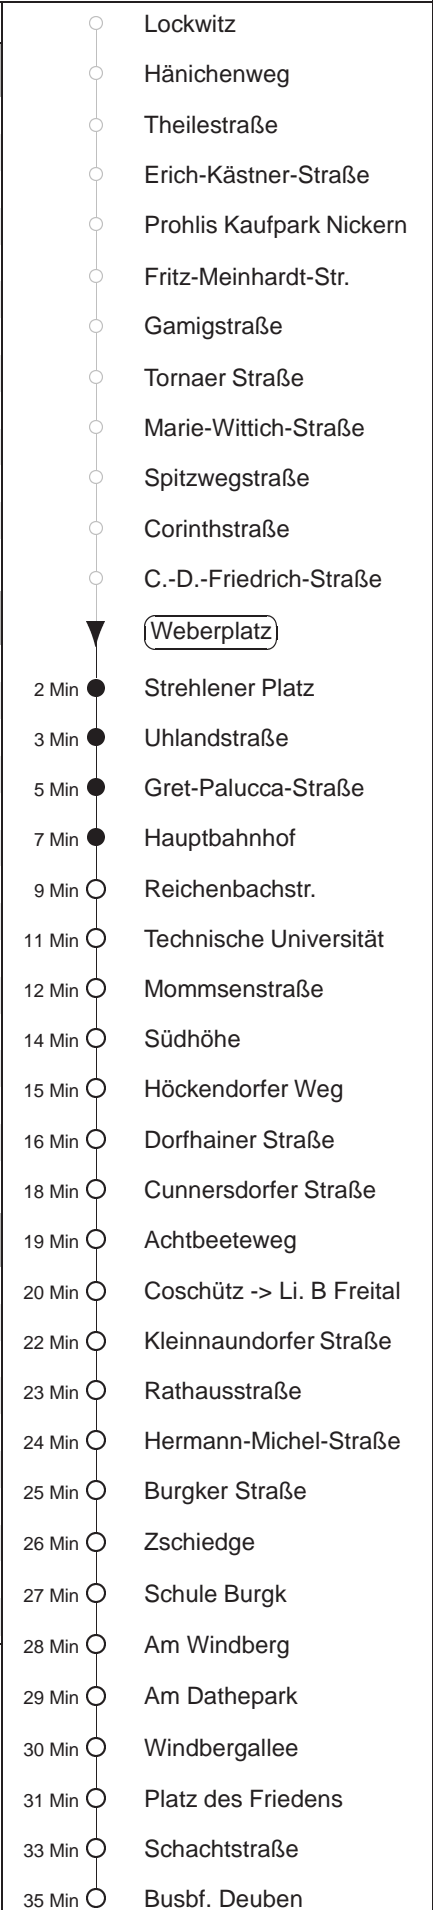 Lockwitz
Hänichenweg
Theilestraße
Erich-Kästner-Straße
Prohlis Kaufpark Nickern
Fritz-Meinhardt-Str.
Gamigstraße
Tornaer Straße
Marie-Wittich-Straße
Spitzwegstraße
Corinthstraße
C.-D.-Friedrich-Straße
Weberplatz
2 Min Strehlener Platz
3 Min Uhlandstraße
5 Min Gret-Palucca-Straße
7 Min Hauptbahnhof
9 Min Reichenbachstr.
11 Min Technische Universität
12 Min Mommsenstraße
14 Min Südhöhe
15 Min Höckendorfer Weg
16 Min Dorfhainer Straße
18 Min Cunnersdorfer Straße
19 Min Achtbeeteweg
20 Min Coschütz -> Li. B Freital
22 Min Kleinnaundorfer Straße
23 Min Rathausstraße
24 Min Hermann-Michel-Straße
25 Min Burgker Straße
26 Min Zschiedge
27 Min Schule Burgk
28 Min Am Windberg
29 Min Am Dathepark
30 Min Windbergallee
31 Min Platz des Friedens
33 Min Schachtstraße
35 Min Busbf. Deuben